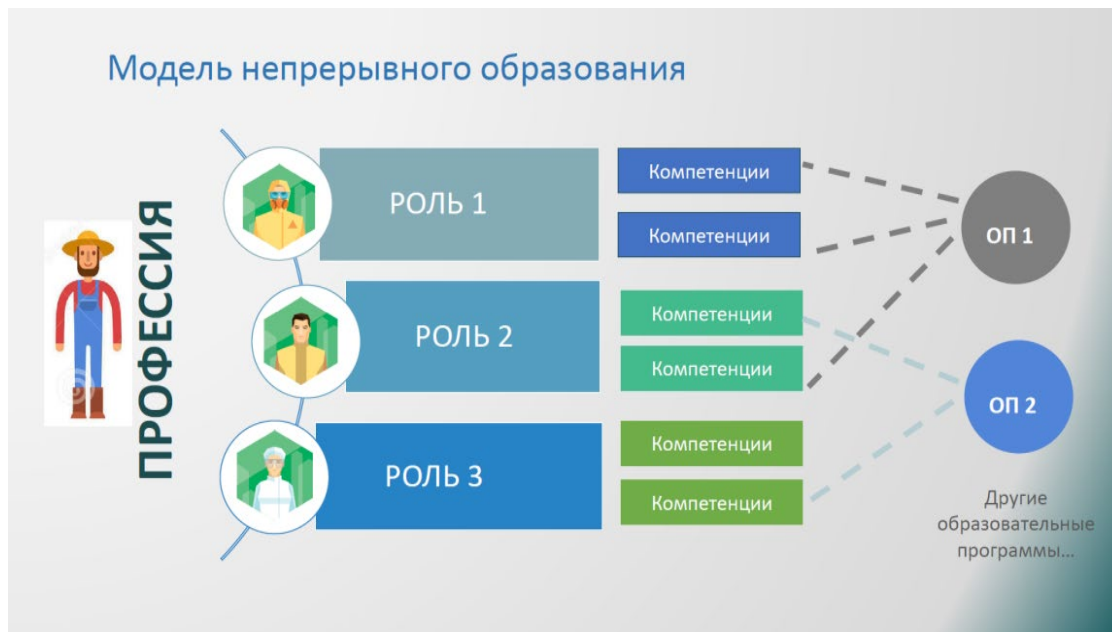 Модель непрерывного образования
ПРОФЕССИЯ
РОЛЬ 1
Компетенции
Компетенции
РОЛЬ 2
Компетенции
Компетенции
РОЛЬ 3
Компетенции
Компетенции
ОП 1
ОП 2
Другие
образовательные
программы...